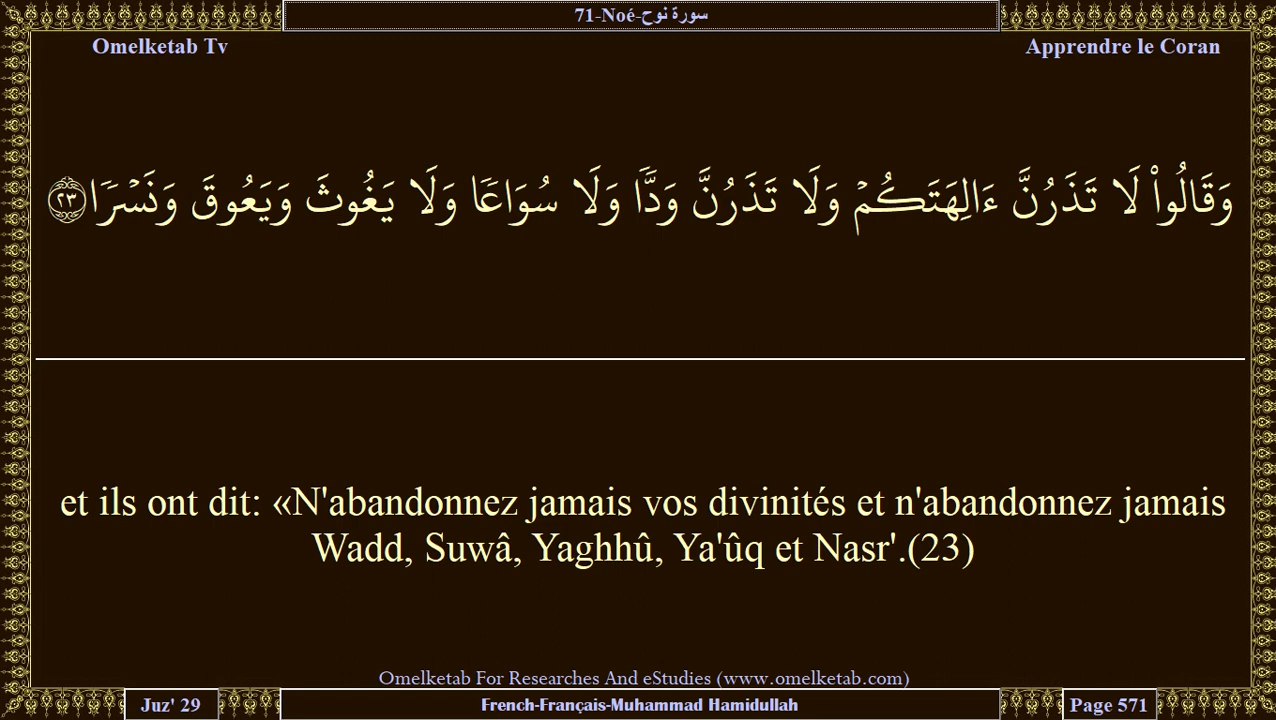 71-Noé-سورة نوح
Omelketab Tv
Apprendre le Coran
وَقَالُوا۟ لَا تَذَرُنَّ ءَالِهَتَكُمْ وَلَا تَذَرُنَّ وَدًّا وَلَا سُوَاعًا وَلَا يَغُوثَ وَيَعُوقَ وَنَسْرًا ٢٣
et ils ont dit: «N'abandonnez jamais vos divinités et n'abandonnez jamais
Wadd, Suwâ, Yaghhû, Ya'ûq et Nasr'.(23)
Omelketab For Researches And eStudies (www.omelketab.com)
Juz' 29
French-Français-Muhammad Hamidullah
Page 571